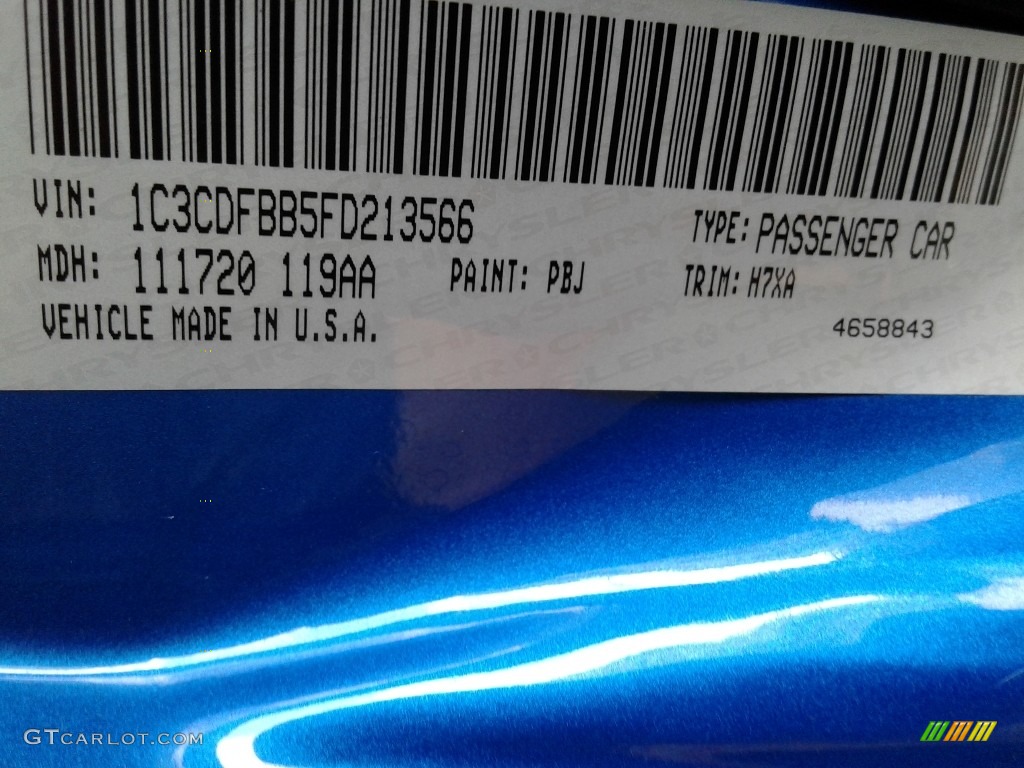 VIN: 1C3CDFBB5FD213566 TYPE: PASSENGER CAR
MDH: 111720 119AA PAINT: PBJ TRIM: H7XA
VEHICLE MADE IN U.S.A. 4658843
GTCARLOT.COM